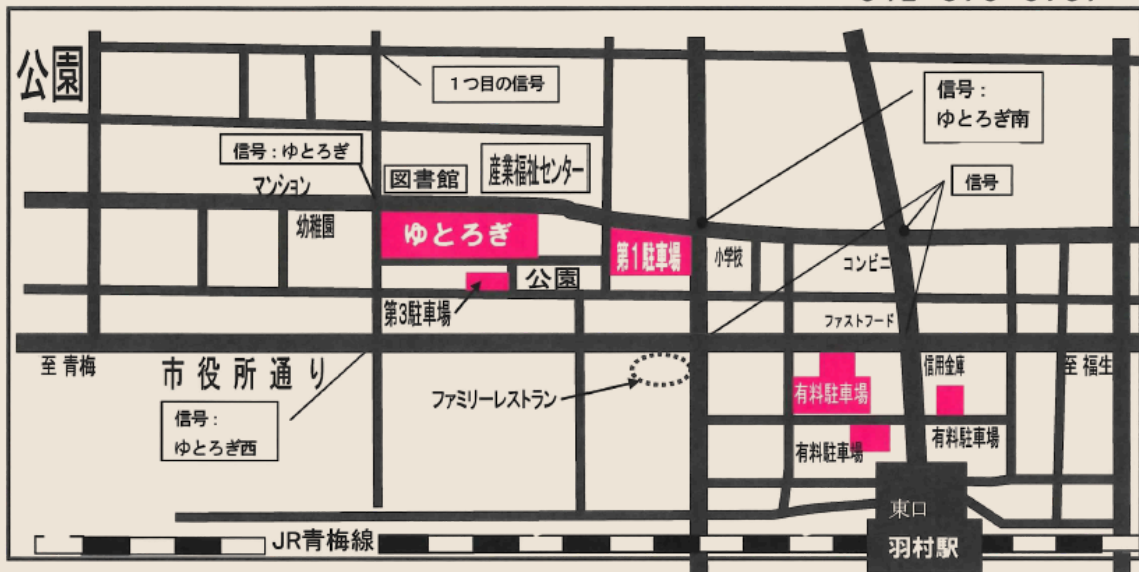 公園
1つ目の信号
信号：
ゆとろぎ南
信号：ゆとろぎ
マンション
図書館
産業福祉センター
信号
幼稚園
ゆとろぎ
第1駐車場
小学校
コンビニ
公園
第3駐車場
ファストフード
至 青梅
市役所通り
信用金庫
至 福生
ファミリーレストラン
有料駐車場
信号：
ゆとろぎ西
有料駐車場
有料駐車場
東口
JR青梅線
羽村駅